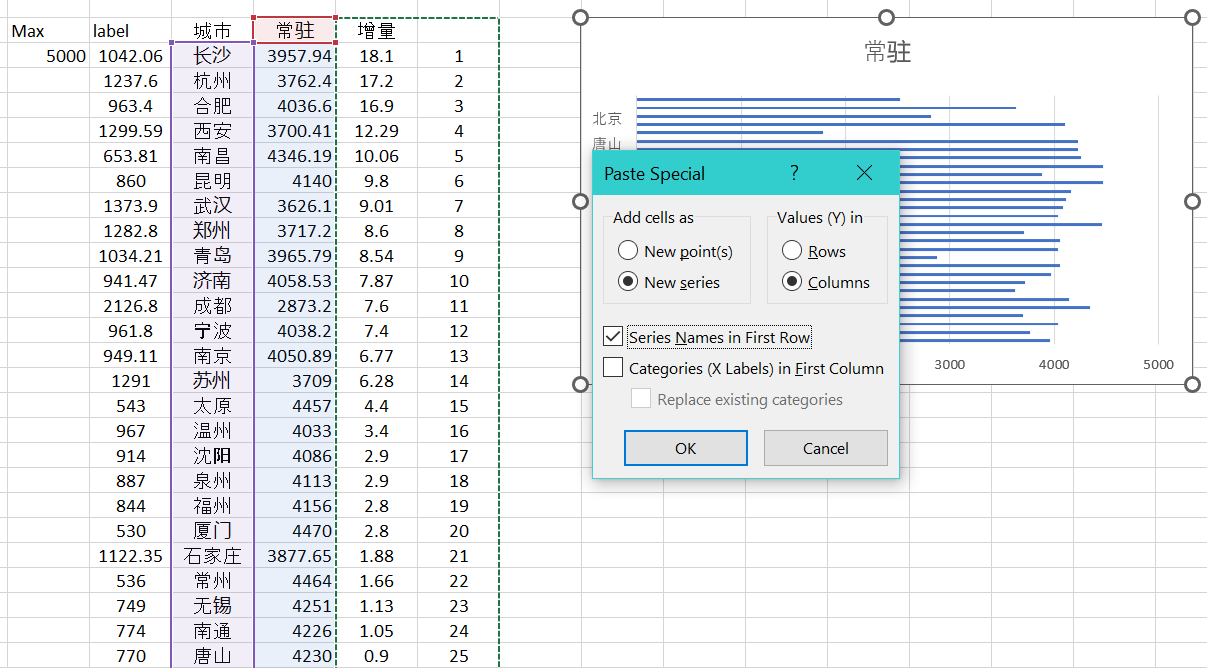 Max label 城市 常驻 增量
5000 1042.06 长沙 3957.94 18.1 1
1237.6 杭州 3762.4 17.2 2
963.4 合肥 4036.6 16.9 3
1299.59 西安 3700.41 12.29 4
653.81 南昌 4346.19 10.06 5
860 昆明 4140 9.8 6
1373.9 武汉 3626.1 9.01 7
1282.8 郑州 3717.2 8.6 8
1034.21 青岛 3965.79 8.54 9
941.47 济南 4058.53 7.87 10
2126.8 成都 2873.2 7.6 11
961.8 宁波 4038.2 7.4 12
949.11 南京 4050.89 6.77 13
1291 苏州 3709 6.28 14
543 太原 4457 4.4 15
967 温州 4033 3.4 16
914 沈阳 4086 2.9 17
887 泉州 4113 2.9 18
844 福州 4156 2.8 19
530 厦门 4470 2.8 20
1122.35 石家庄 3877.65 1.88 21
536 常州 4464 1.66 22
749 无锡 4251 1.13 23
774 南通 4226 1.05 24
770 唐山 4230 0.9 25
常驻
北京
唐山
3000 4000 5000
Paste Special ?
Add cells as
New point(s)
New series
Values (Y) in
Rows
Columns
Series Names in First Row
Categories (X Labels) in First Column
Replace existing categories
OK Cancel